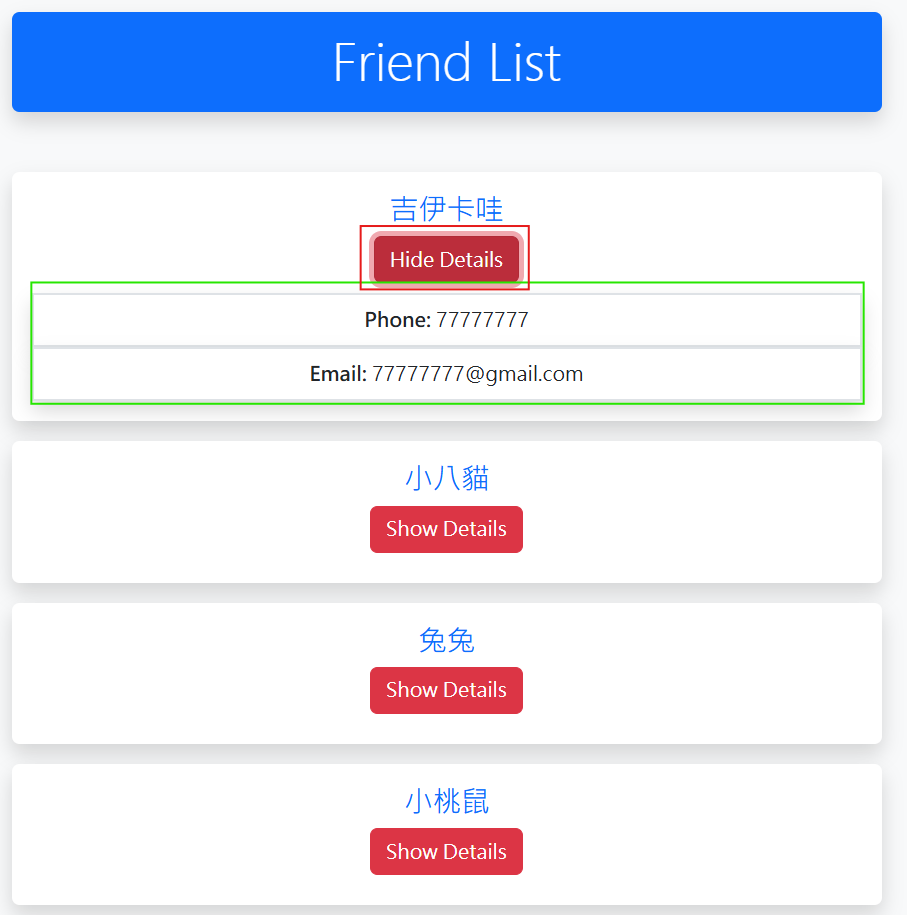 Friend List
吉伊卡哇
Hide Details
Phone: 77777777
Email: 77777777@gmail.com
小八貓
Show Details
兔兔
Show Details
小桃鼠
Show Details